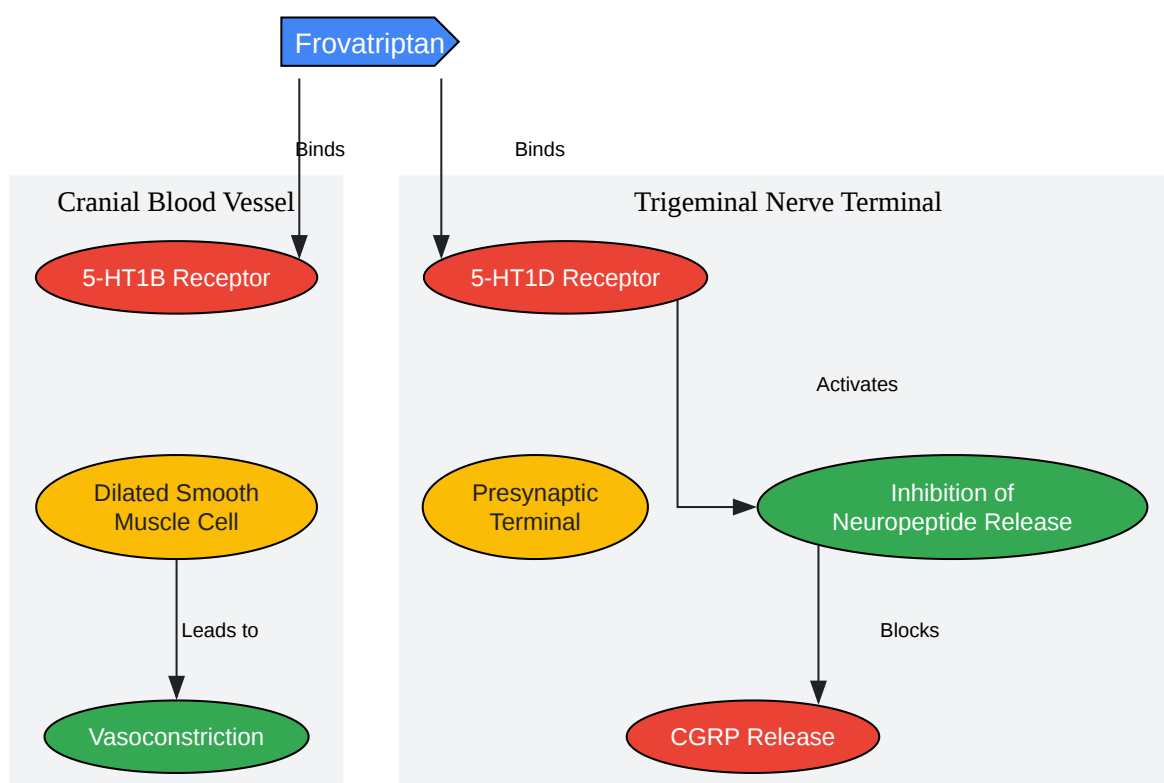 Frovatriptan
Binds
Binds
Cranial Blood Vessel
Trigeminal Nerve Terminal
5-HT1B Receptor
5-HT1D Receptor
Activates
Dilated Smooth
Muscle Cell
Presynaptic
Terminal
Inhibition of
Neuropeptide Release
Leads to
Blocks
Vasoconstriction
CGRP Release